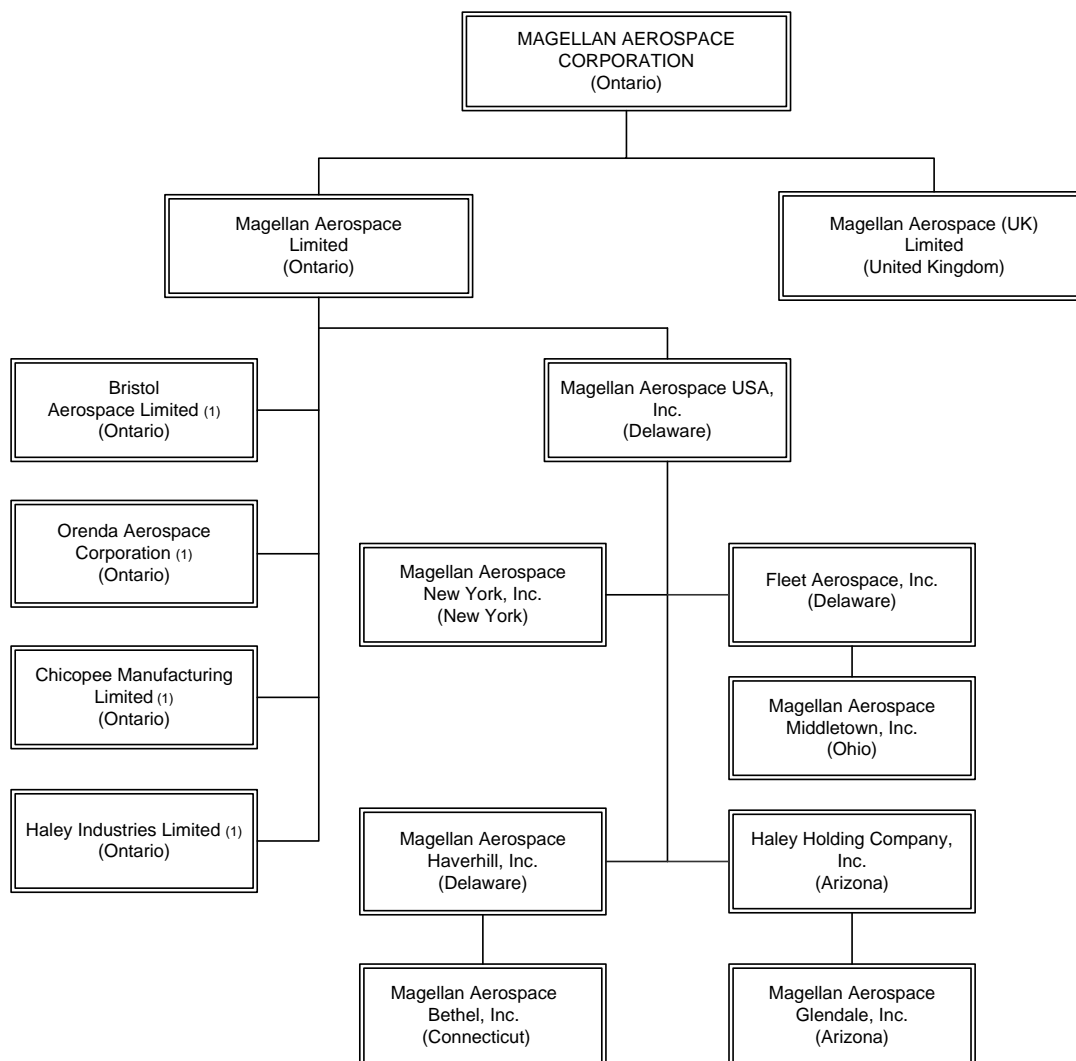 MAGELLAN AEROSPACE
CORPORATION
(Ontario)
Magellan Aerospace
Limited
(Ontario)
Magellan Aerospace (UK)
Limited
(United Kingdom)
Bristol
Aerospace Limited (1)
(Ontario)
Magellan Aerospace USA,
Inc.
(Delaware)
Orenda Aerospace
Corporation (1)
(Ontario)
Magellan Aerospace
New York, Inc.
(New York)
Fleet Aerospace, Inc.
(Delaware)
Chicopee Manufacturing
Limited (1)
(Ontario)
Magellan Aerospace
Middletown, Inc.
(Ohio)
Haley Industries Limited (1)
(Ontario)
Magellan Aerospace
Haverhill, Inc.
(Delaware)
Haley Holding Company,
Inc.
(Arizona)
Magellan Aerospace
Bethel, Inc.
(Connecticut)
Magellan Aerospace
Glendale, Inc.
(Arizona)